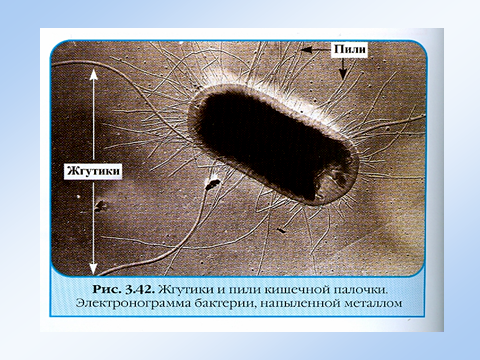 Пили
Жгутики
Рис. 3.42. Жгутики и пили кишечной палочки.
Электронограмма бактерии, напыленной металлом